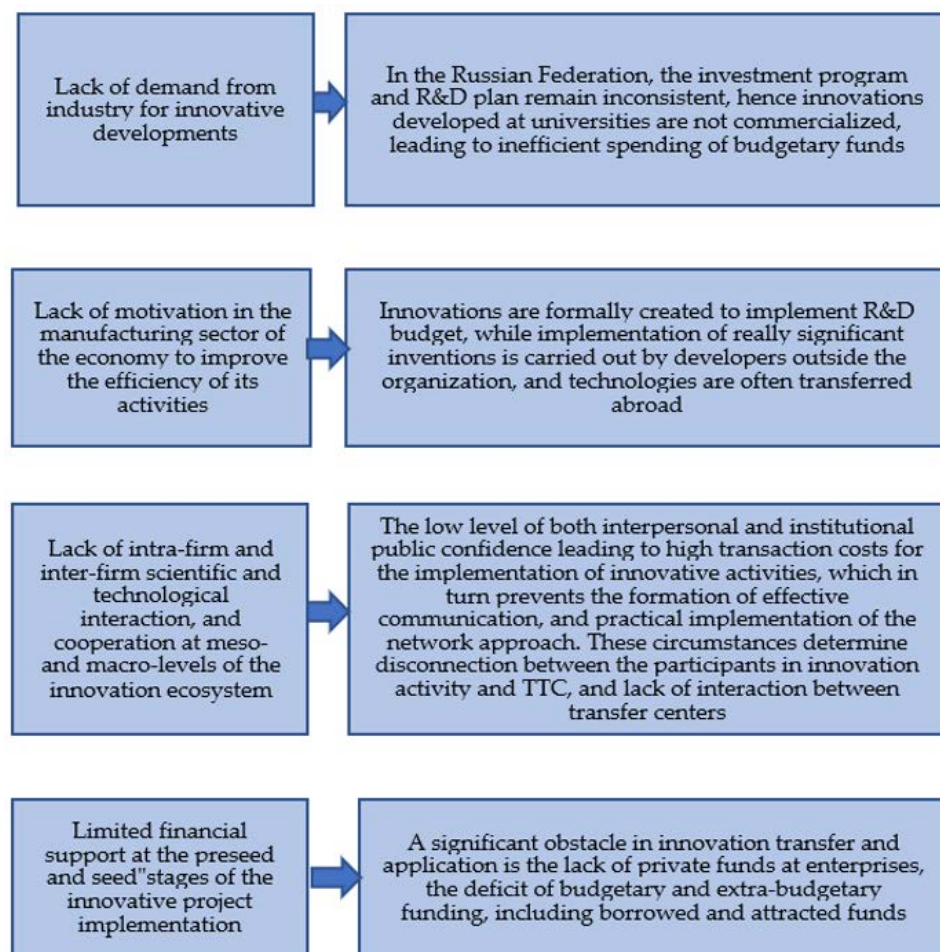 Lack of demand from
industry for innovative
developments
In the Russian Federation, the investment program
and R&D plan remain inconsistent, hence innovations
developed at universities are not commercialized,
leading to inefficient spending of budgetary funds
Lack of motivation in the
manufacturing sector of
the economy to improve
the efficiency of its
activities
Innovations are formally created to implement R&D
budget, while implementation of really significant
inventions is carried out by developers outside the
organization, and technologies are often transferred
abroad
Lack of intra-firm and
inter-firm scientific and
technological
interaction, and
cooperation at meso-
and macro-levels of the
innovation ecosystem
The low level of both interpersonal and institutional
public confidence leading to high transaction costs for
the implementation of innovative activities, which in
turn prevents the formation of effective
communication, and practical implementation of the
network approach. These circumstances determine
disconnection between the participants in innovation
activity and TTC, and lack of interaction between
transfer centers
Limited financial
support at the preseed
and seed"stages of the
innovative project
implementation
A significant obstacle in innovation transfer and
application is the lack of private funds at enterprises,
the deficit of budgetary and extra-budgetary
funding, including borrowed and attracted funds